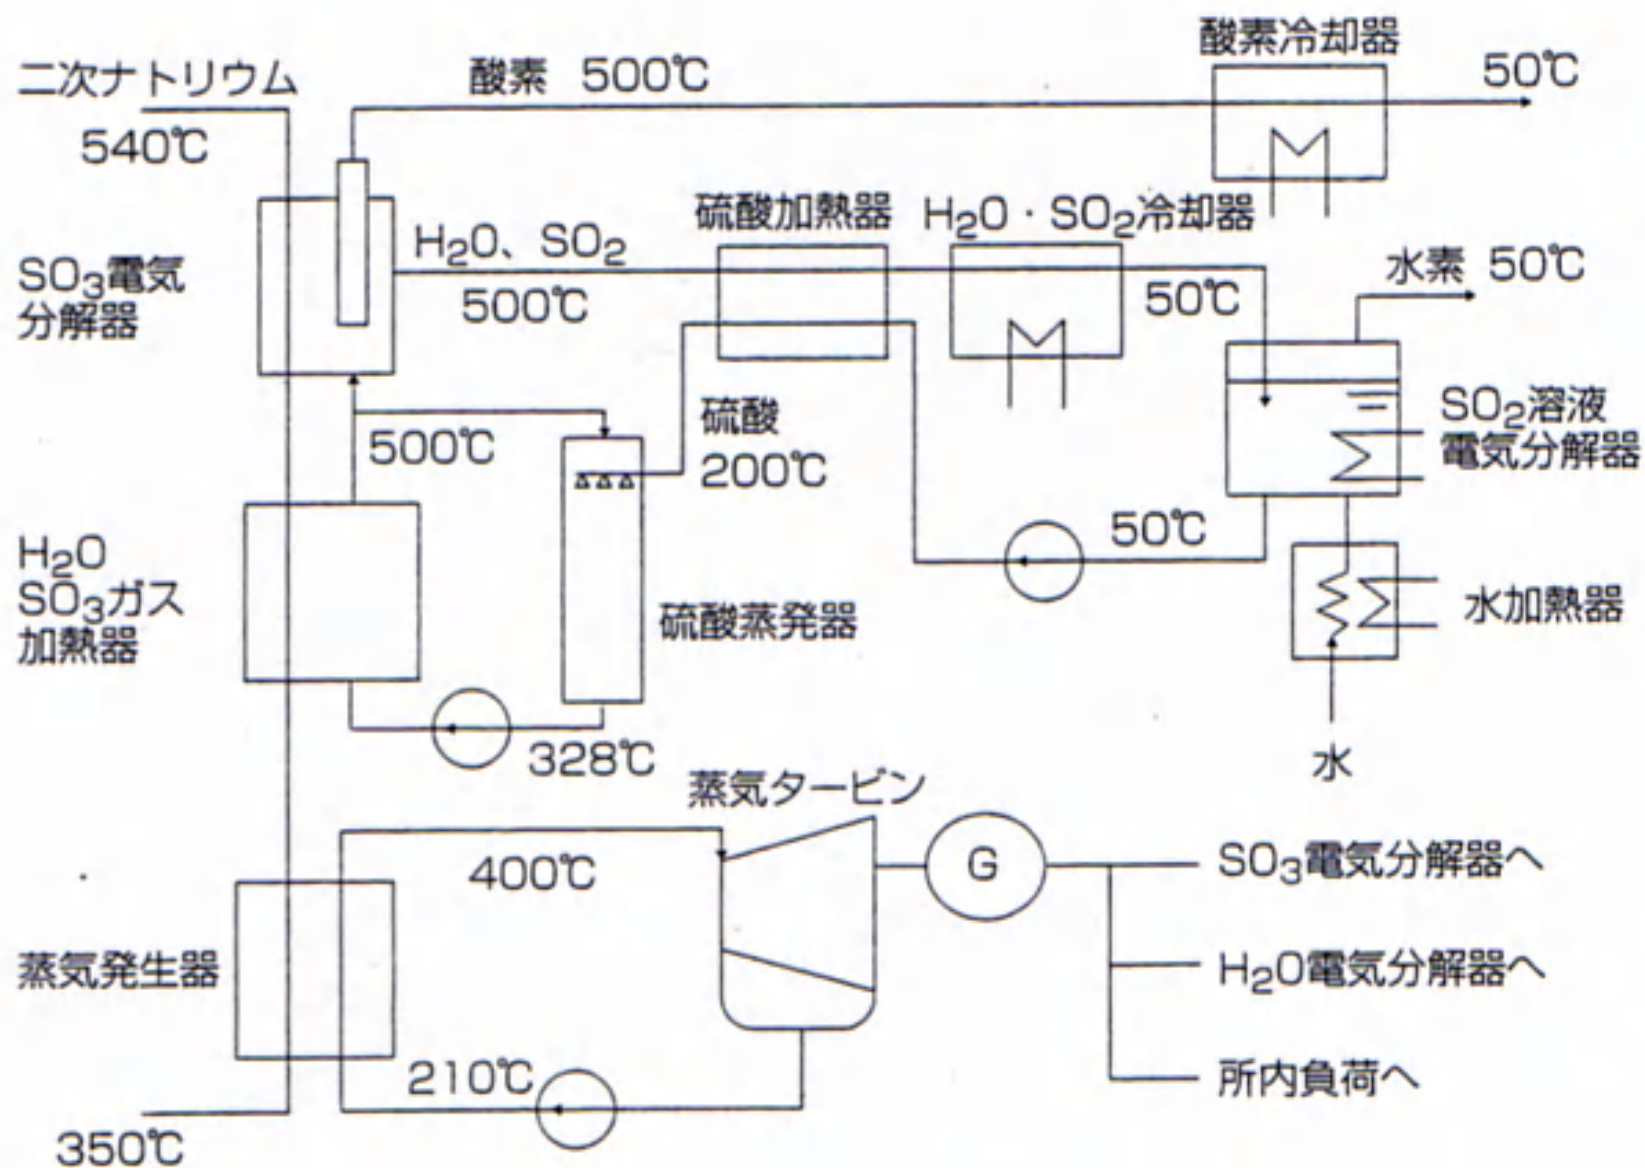 酸素冷却器
二次ナトリウム
酸素 500℃
50℃
540℃
硫酸加熱器
H₂O・SO₂冷却器
H₂O、SO₂
500℃
SO₃電気
分解器
50℃
水素 50℃
硫酸
200℃
500℃
SO₂溶液
電気分解器
50℃
H₂O
SO₃ガス
加熱器
硫酸蒸発器
水加熱器
328℃
水
蒸気タービン
400℃
G
SO₃電気分解器へ
蒸気発生器
H₂O電気分解器へ
210℃
所内負荷へ
350℃